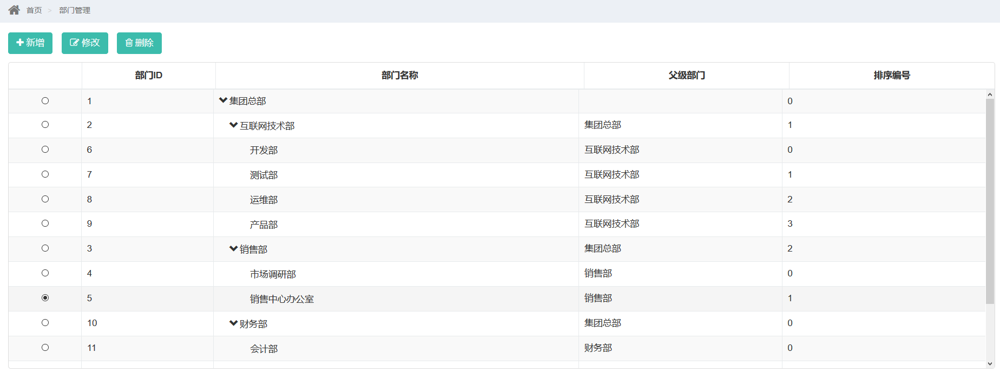 首页 > 部门管理
新增 修改 删除
部门ID 部门名称 父级部门 排序编号
1 集团总部 0
2 互联网技术部 集团总部 1
6 开发部 互联网技术部 0
7 测试部 互联网技术部 1
8 运维部 互联网技术部 2
9 产品部 互联网技术部 3
3 销售部 集团总部 2
4 市场调研部 销售部 0
5 销售中心办公室 销售部 1
10 财务部 集团总部 0
11 会计部 财务部 0